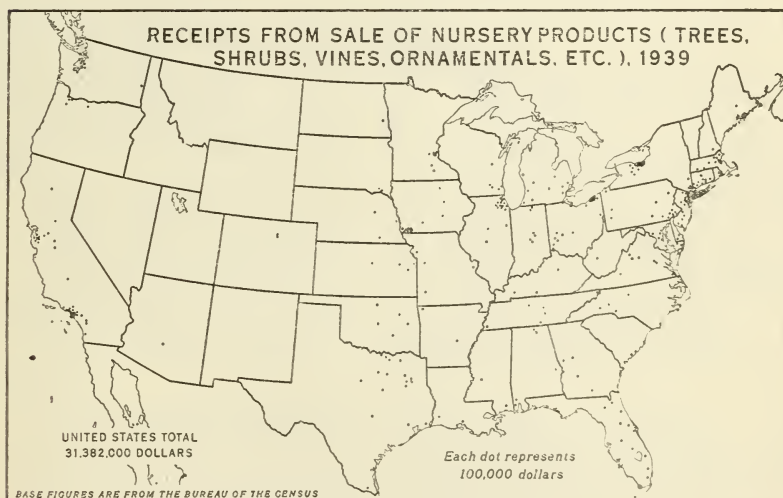 RECEIPTS FROM SALE OF NURSERY PRODUCTS ( TREES,
SHRUBS, VINES, ORNAMENTALS, ETC. ), 1939
UNITED STATES TOTAL
31,382,000 DOLLARS
Each dot represents
100,000 dollars
BASE FIGURES ARE FROM THE BUREAU OF THE CENSUS